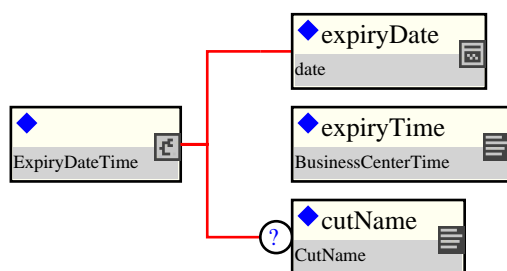 expiryDate
date
ExpiryDateTime
expiryTime
BusinessCenterTime
?
cutName
CutName